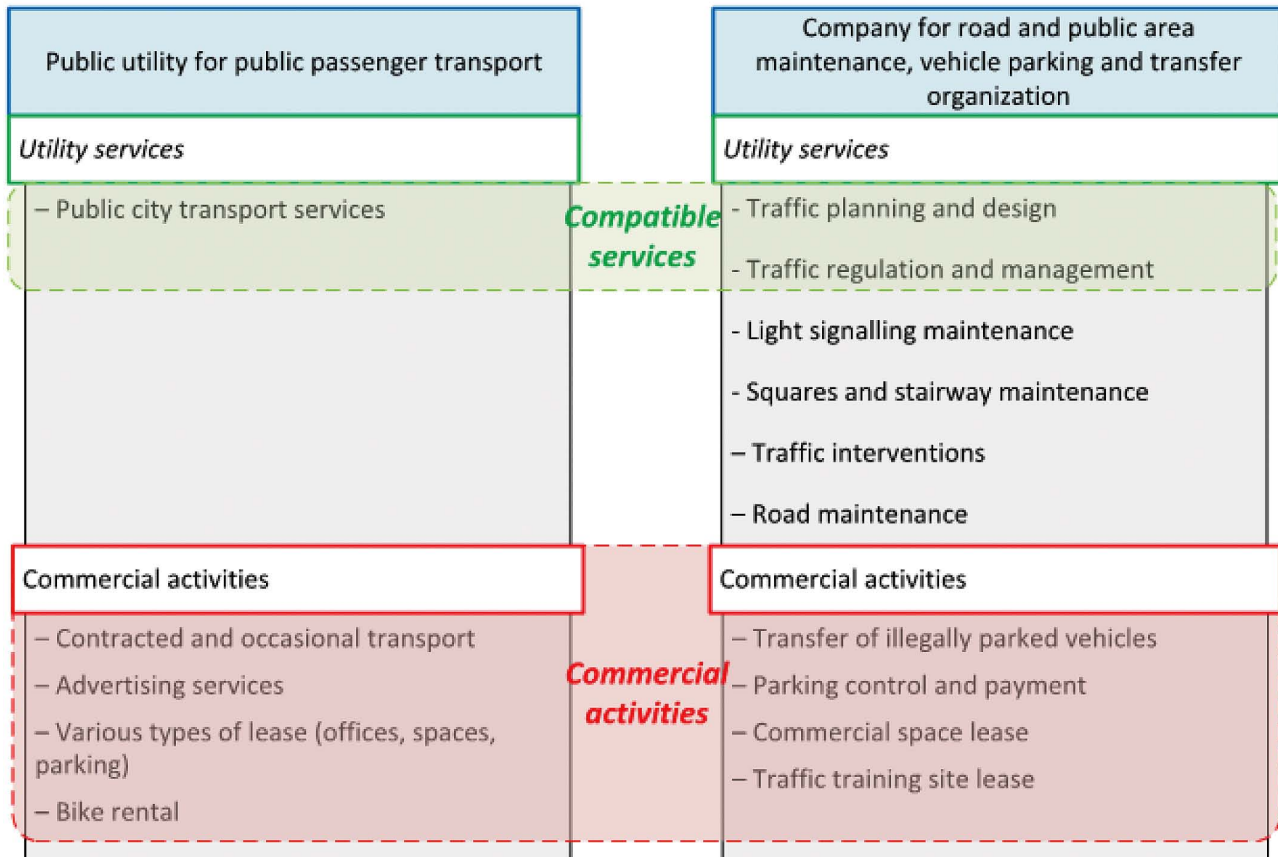 Public utility for public passenger transport
Company for road and public area
maintenance, vehicle parking and transfer
organization
Utility services
Utility services
– Public city transport services
Compatible
services
- Traffic planning and design
- Traffic regulation and management
- Light signalling maintenance
- Squares and stairway maintenance
– Traffic interventions
– Road maintenance
Commercial activities
Commercial activities
– Contracted and occasional transport
– Advertising services
– Various types of lease (offices, spaces,
parking)
– Bike rental
Commercial
activities
– Transfer of illegally parked vehicles
– Parking control and payment
– Commercial space lease
– Traffic training site lease